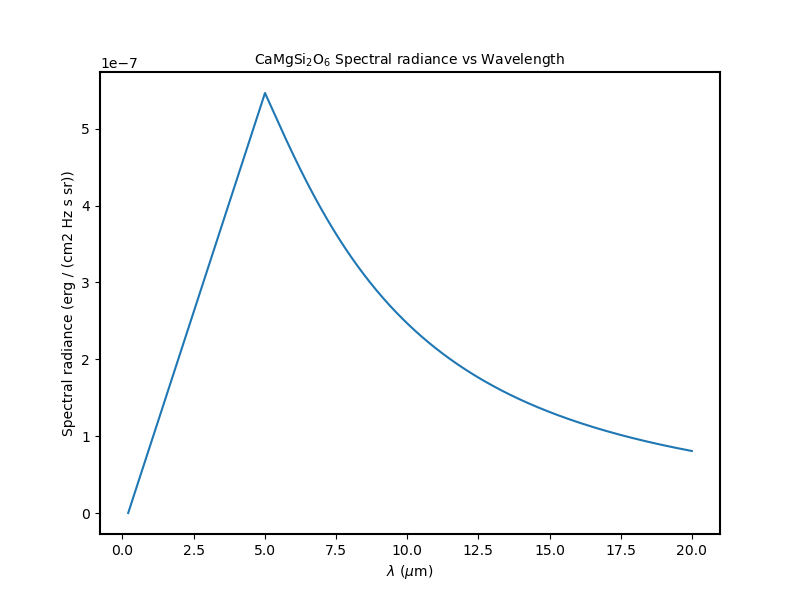 CaMgSi₂O₆ Spectral radiance vs Wavelength
1e−7
Spectral radiance (erg / (cm2 Hz s sr))
5
4
3
2
1
0
0.0 2.5 5.0 7.5 10.0 12.5 15.0 17.5 20.0
λ (μm)